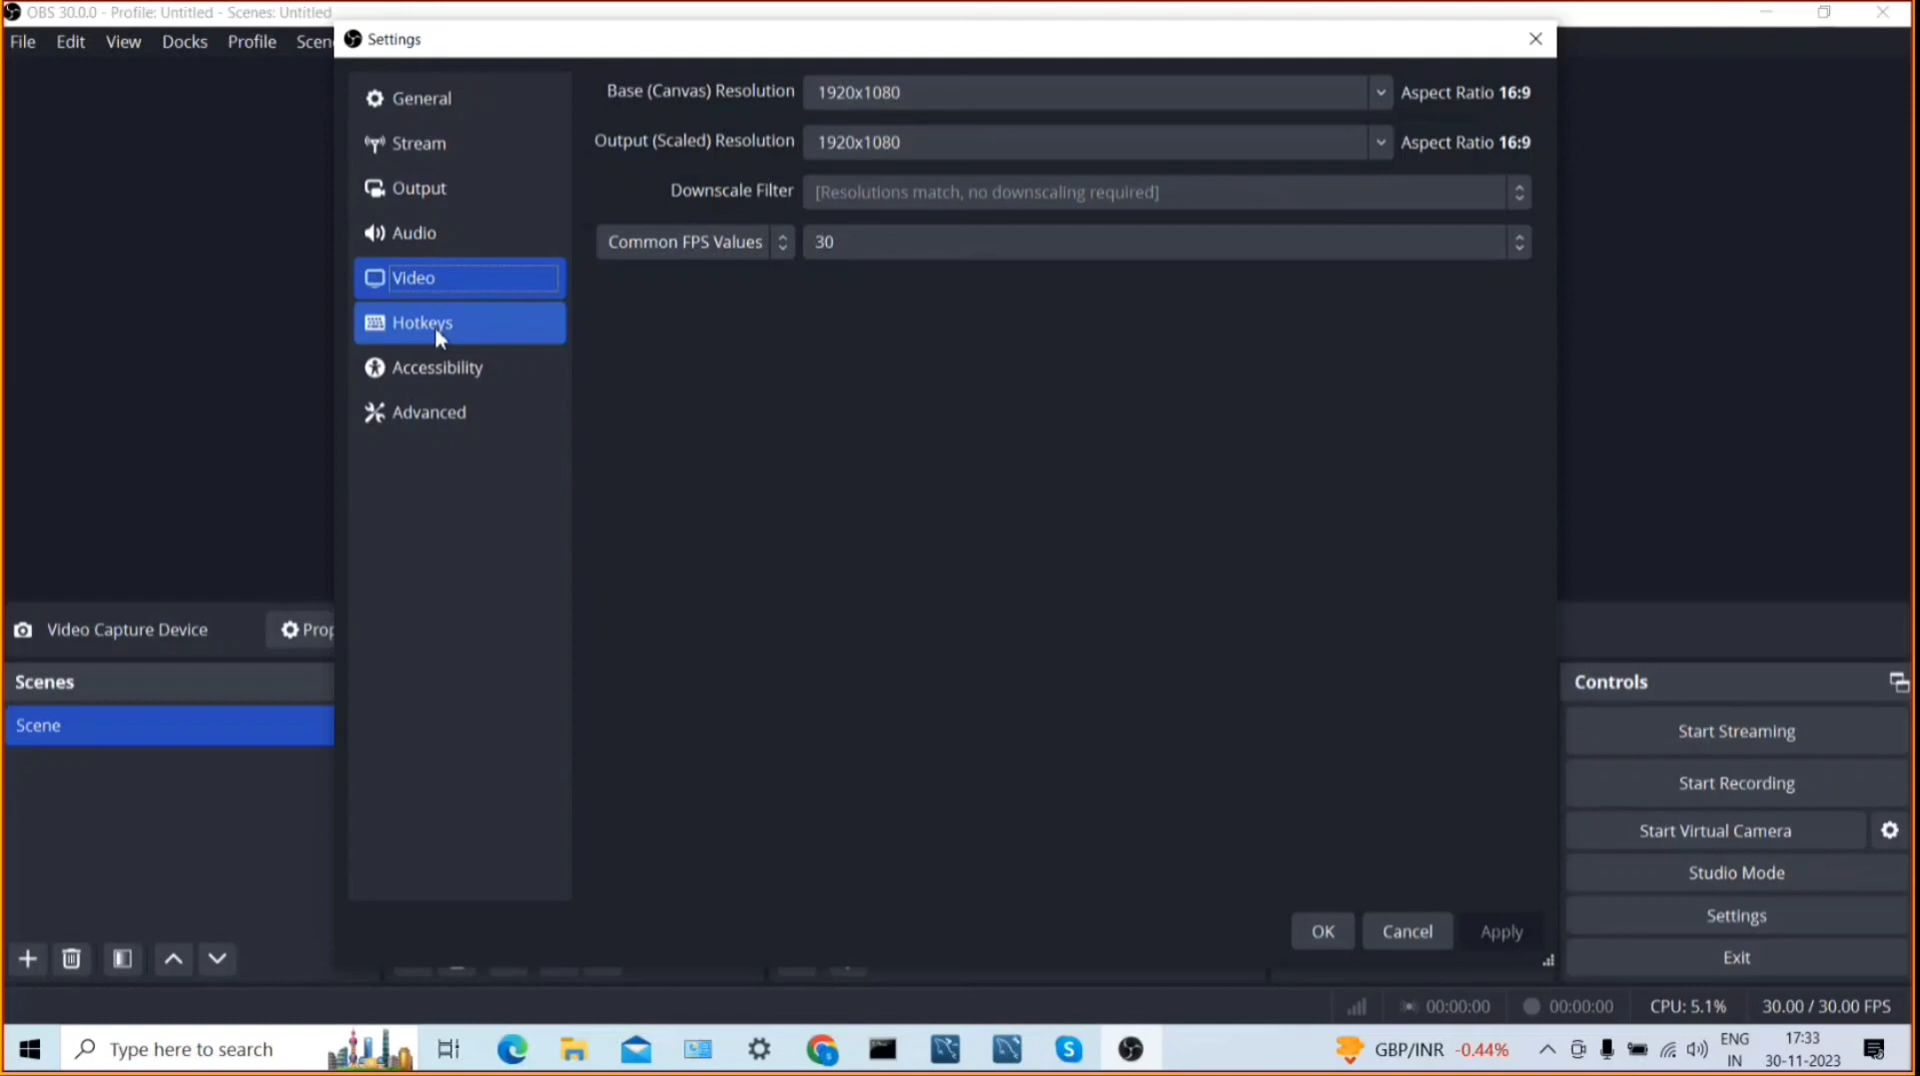 OBS 30.0.0 - Profile: Untitled - Scenes: Untitled
File Edit View Docks Profile Scen
Settings
General
Stream
Output
Audio
Video
Hotkeys
Accessibility
Advanced
Base (Canvas) Resolution 1920x1080 Aspect Ratio 16:9
Output (Scaled) Resolution 1920x1080 Aspect Ratio 16:9
Downscale Filter [Resolutions match, no downscaling required]
Common FPS Values 30
OK Cancel Apply
Video Capture Device Prop
Scenes
Scene
Controls
Start Streaming
Start Recording
Start Virtual Camera
Studio Mode
Settings
Exit
00:00:00 00:00:00 CPU: 5.1% 30.00 / 30.00 FPS
Type here to search
GBP/INR -0.44%
ENG
IN
17:33
30-11-2023